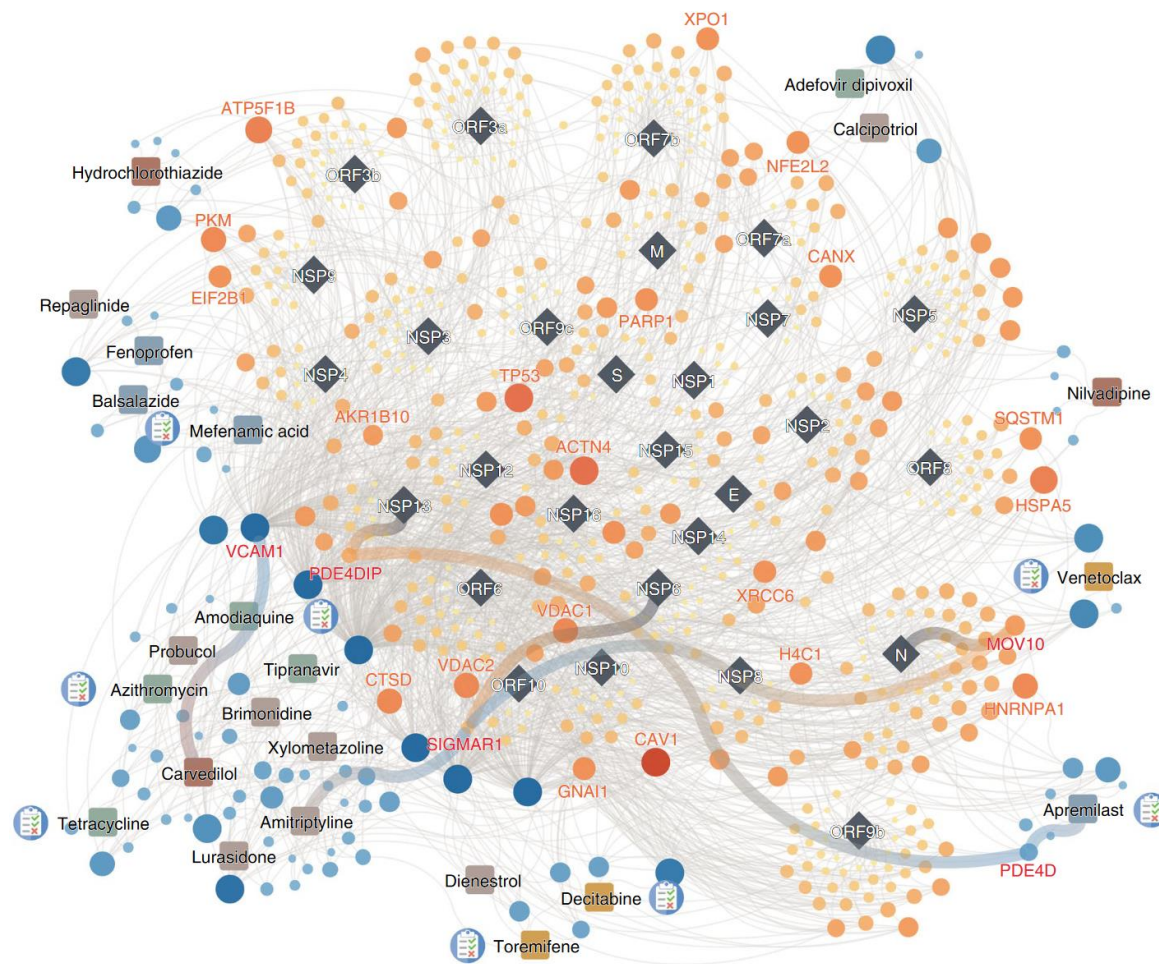 XPO1
Adefovir dipivoxil
ATP5F1B
ORF3a
Calcipotriol
ORF7b
NFE2L2
Hydrochlorothiazide
ORF3b
PKM
M
ORF7a
CANX
NSP9
EIF2B1
Repaglinide
PARP1
NSP5
NSP7
ORF9c
NSP3
Fenoprofen
NSP4
S
NSP1
TP53
Nilvadipine
Balsalazide
AKR1B10
SQSTM1
Mefenamic acid
NSP2
ACTN4
NSP15
ORF8
NSP12
E
NSP13
HSPA5
NSP16
VCAM1
NSP14
PDE4DIP
Venetoclax
XRCC6
ORF6
NSP6
Amodiaquine
VDAC1
Probucol
MOV10
H4C1
N
VDAC2
Tipranavir
NSP10
NSP8
CTSD
ORF10
Azithromycin
HNRNPA1
Brimonidine
SIGMAR1
Xylometazoline
CAV1
Carvedilol
GNAI1
Apremilast
Tetracycline
Amitriptyline
ORF9b
Lurasidone
PDE4D
Dienestrol
Decitabine
Toremifene